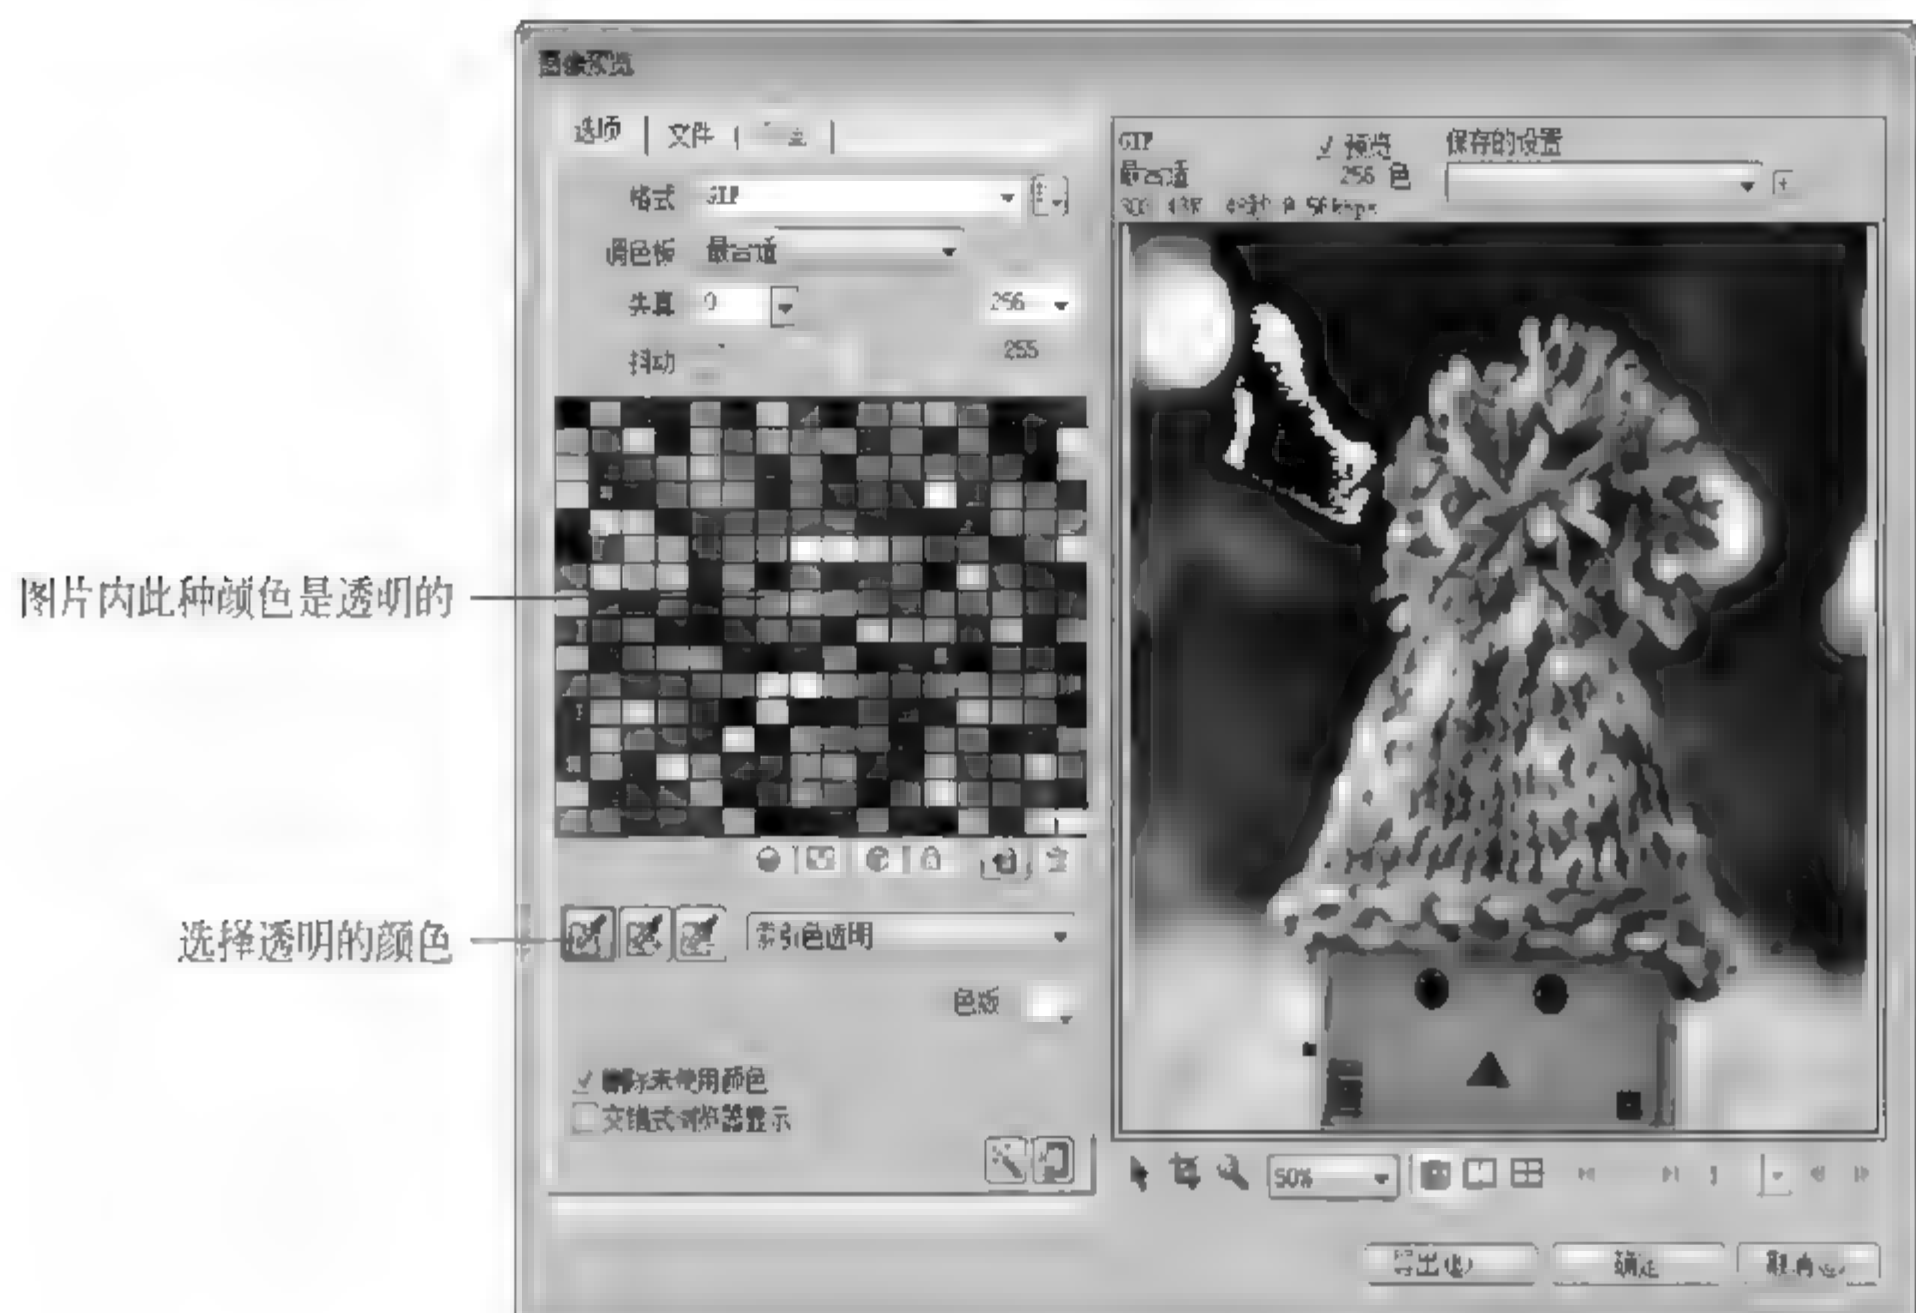 图像预览
选项 文件
格式 GIF
调色板 最合适
失真 0 256
抖动 255
GIF
最合适
预览
256 色
保存的设置
图片内此种颜色是透明的
选择透明的颜色
索引色透明
色版
删除未使用颜色
交错式浏览器显示
50%
导出
确定
取消